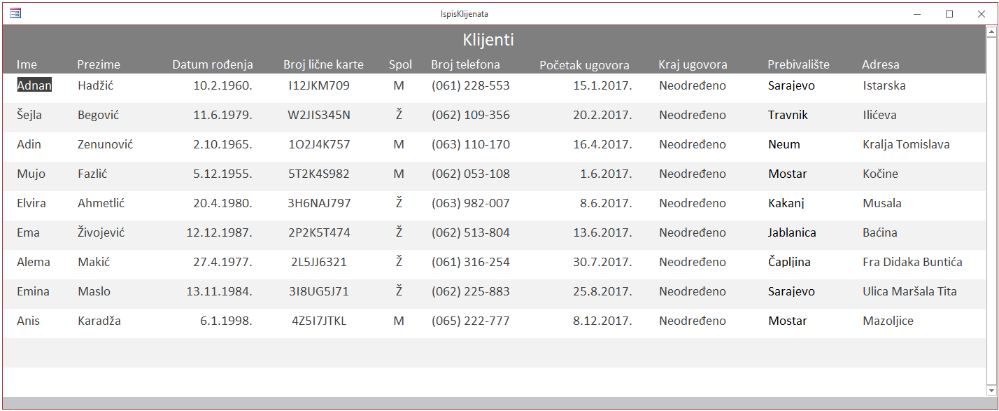 IspisKlijenata
Klijenti
Ime Prezime Datum rođenja Broj lične karte Spol Broj telefona Početak ugovora Kraj ugovora Prebivalište Adresa
Adnan Hadžić 10.2.1960. I12JKM709 M (061) 228-553 15.1.2017. Neodređeno Sarajevo Istarska
Šejla Begović 11.6.1979. W2JIS345N Ž (062) 109-356 20.2.2017. Neodređeno Travnik Ilićeva
Adin Zenunović 2.10.1965. 1O2J4K757 M (063) 110-170 16.4.2017. Neodređeno Neum Kralja Tomislava
Mujo Fazlić 5.12.1955. 5T2K4S982 M (062) 053-108 1.6.2017. Neodređeno Mostar Kočine
Elvira Ahmetlić 20.4.1980. 3H6NAJ797 Ž (063) 982-007 8.6.2017. Neodređeno Kakanj Musala
Ema Živojević 12.12.1987. 2P2K5T474 Ž (062) 513-804 13.6.2017. Neodređeno Jablanica Baćina
Alema Makić 27.4.1977. 2L5JJ6321 Ž (061) 316-254 30.7.2017. Neodređeno Čapljina Fra Didaka Buntića
Emina Maslo 13.11.1984. 3I8UG5J71 Ž (062) 225-883 25.8.2017. Neodređeno Sarajevo Ulica Maršala Tita
Anis Karadža 6.1.1998. 4Z5I7JTKL M (065) 222-777 8.12.2017. Neodređeno Mostar Mazoljice